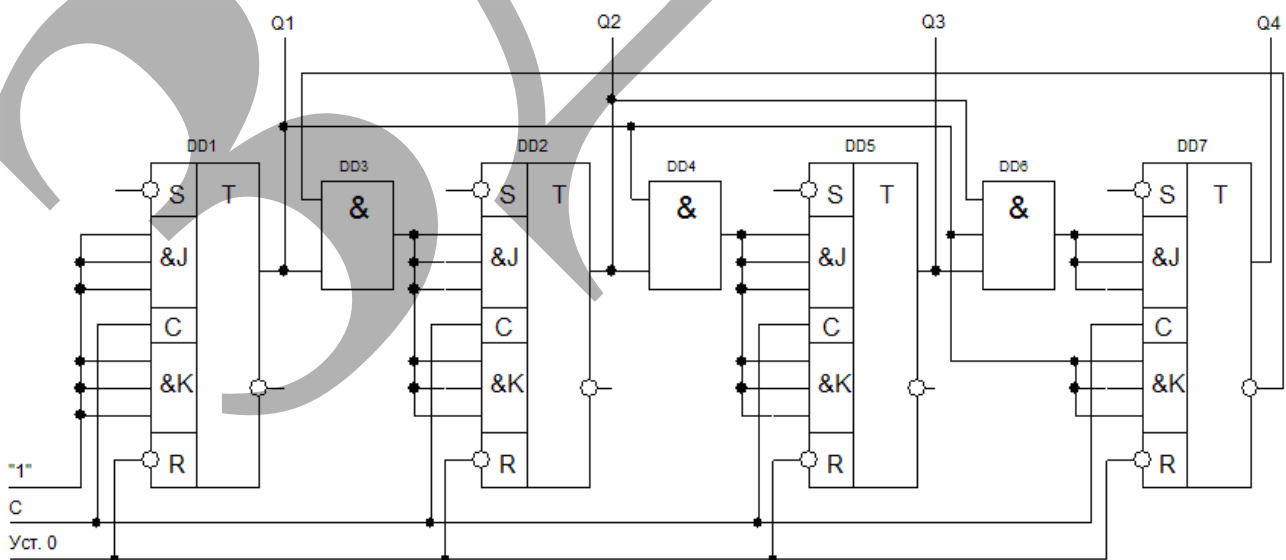 Q1 Q2 Q3 Q4
DD1 DD3 DD2 DD4 DD5 DD6 DD7
S T & S T & S T & S T
&J &J &J &J
C C C C
&K &K &K &K
R R R R
"1"
C
Уст. 0